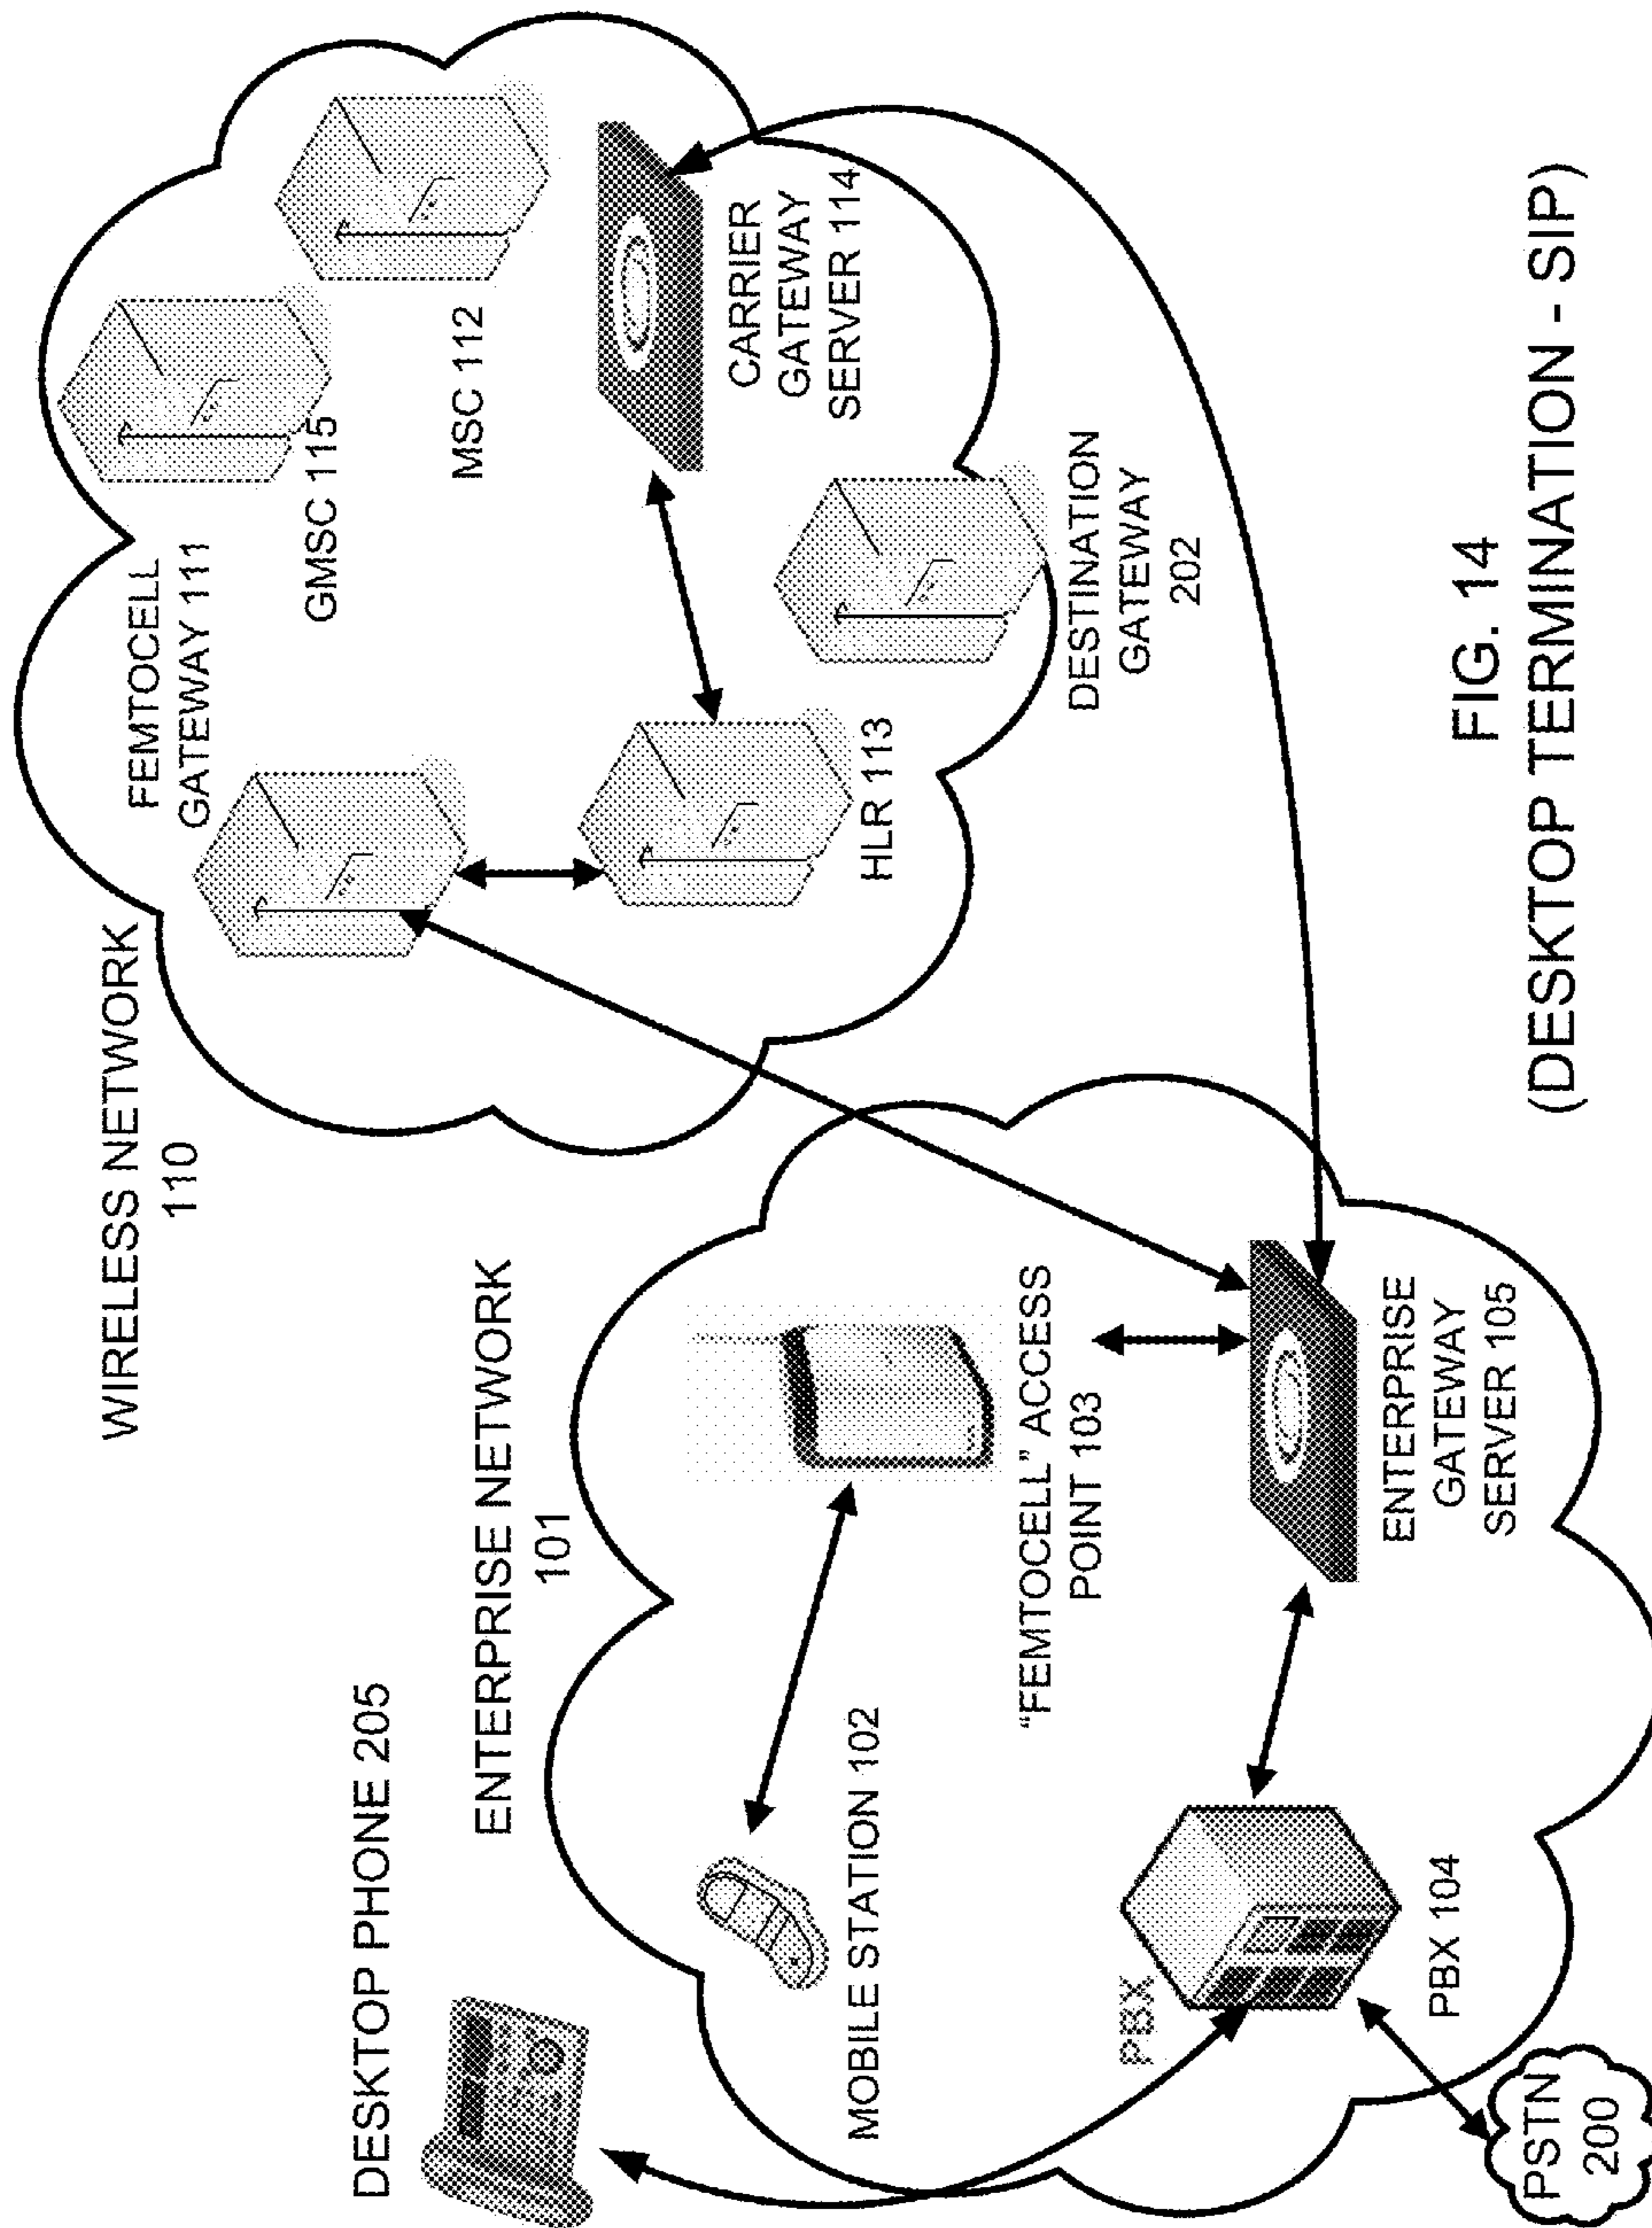 WIRELESS NETWORK
110
FEMTOCELL
GATEWAY 111
GMSC 115
MSC 112
HLR 113
CARRIER
GATEWAY
SERVER 114
DESTINATION
GATEWAY
202
DESKTOP PHONE 205
ENTERPRISE NETWORK
101
MOBILE STATION 102
"FEMTOCELL" ACCESS
POINT 103
PBX
PBX 104
ENTERPRISE
GATEWAY
SERVER 105
PSTN
200
FIG. 14
(DESKTOP TERMINATION - SIP)